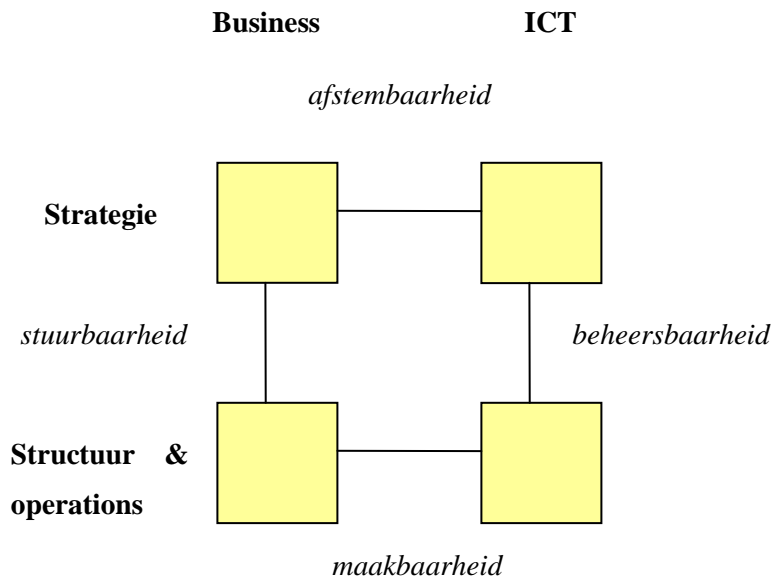 Business ICT
afstembaarheid
Strategie
stuurbaarheid beheersbaarheid
Structuur &
operations
maakbaarheid